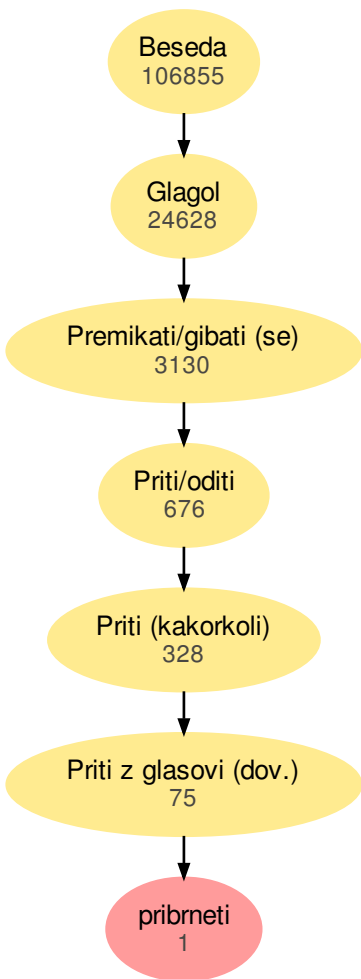 Beseda
106855
Glagol
24628
Premikati/gibati (se)
3130
Priti/oditi
676
Priti (kakorkoli)
328
Priti z glasovi (dov.)
75
pribrneti
1